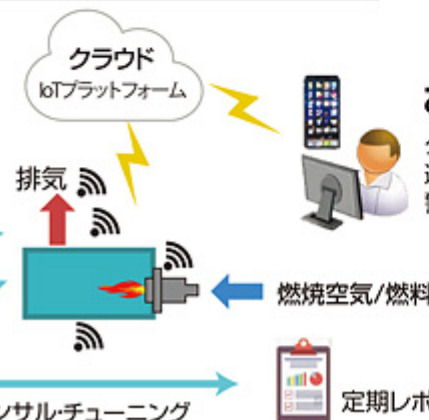 クラウド
IoTプラットフォーム
排気
燃焼空気/燃料
ンサル・チューニング
定期レポ